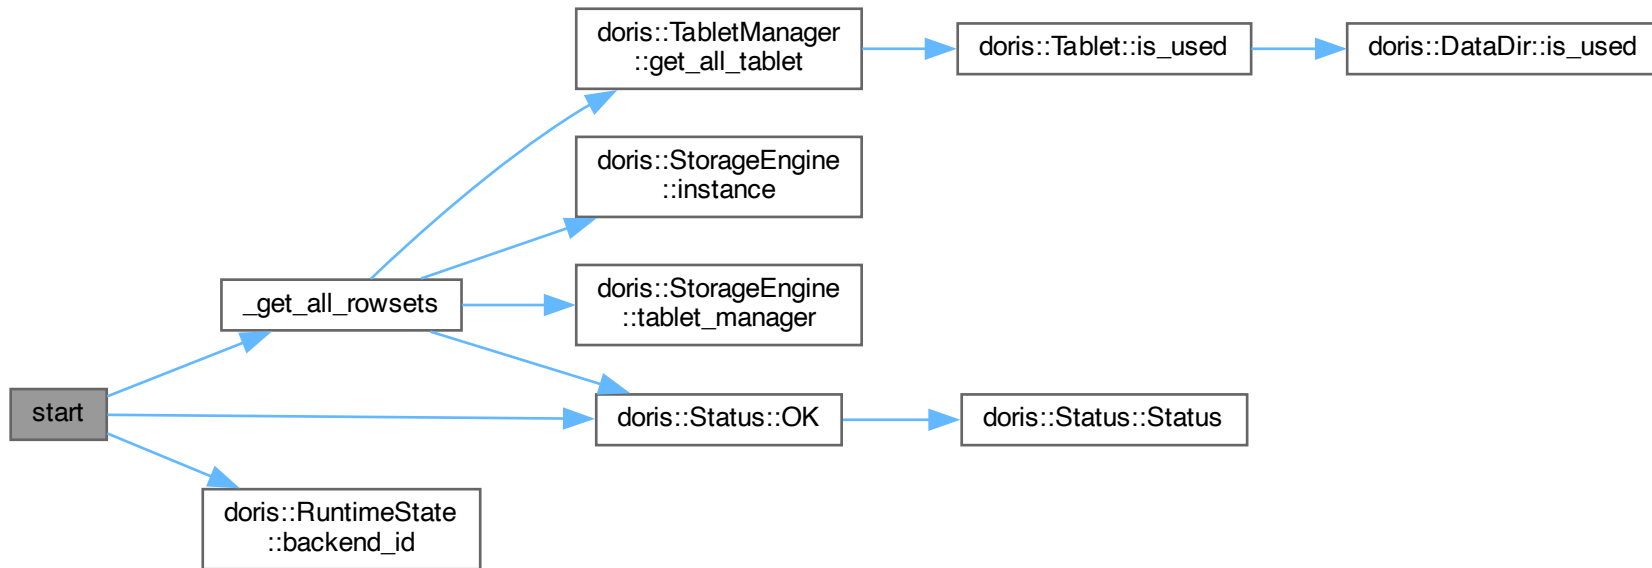 doris::TabletManager
::get_all_tablet
doris::Tablet::is_used
doris::DataDir::is_used
doris::StorageEngine
::instance
_get_all_rowsets
doris::StorageEngine
::tablet_manager
start
doris::Status::OK
doris::Status::Status
doris::RuntimeState
::backend_id